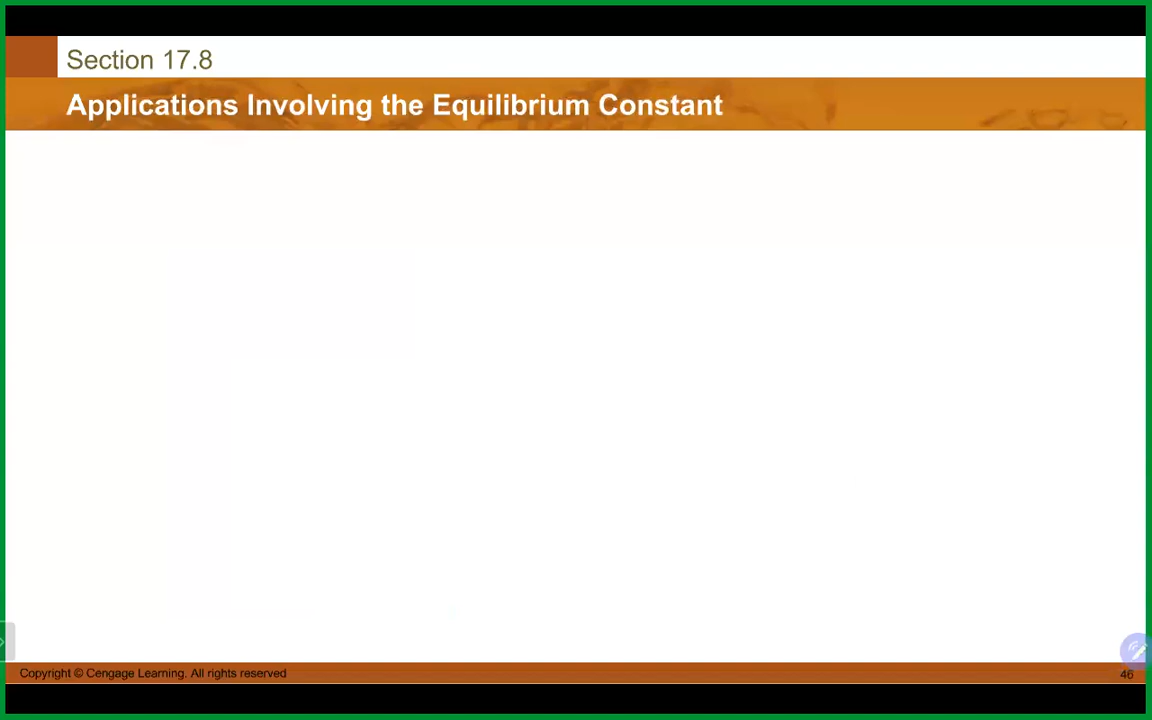 Section 17.8
Applications Involving the Equilibrium Constant
Copyright © Cengage Learning. All rights reserved
46